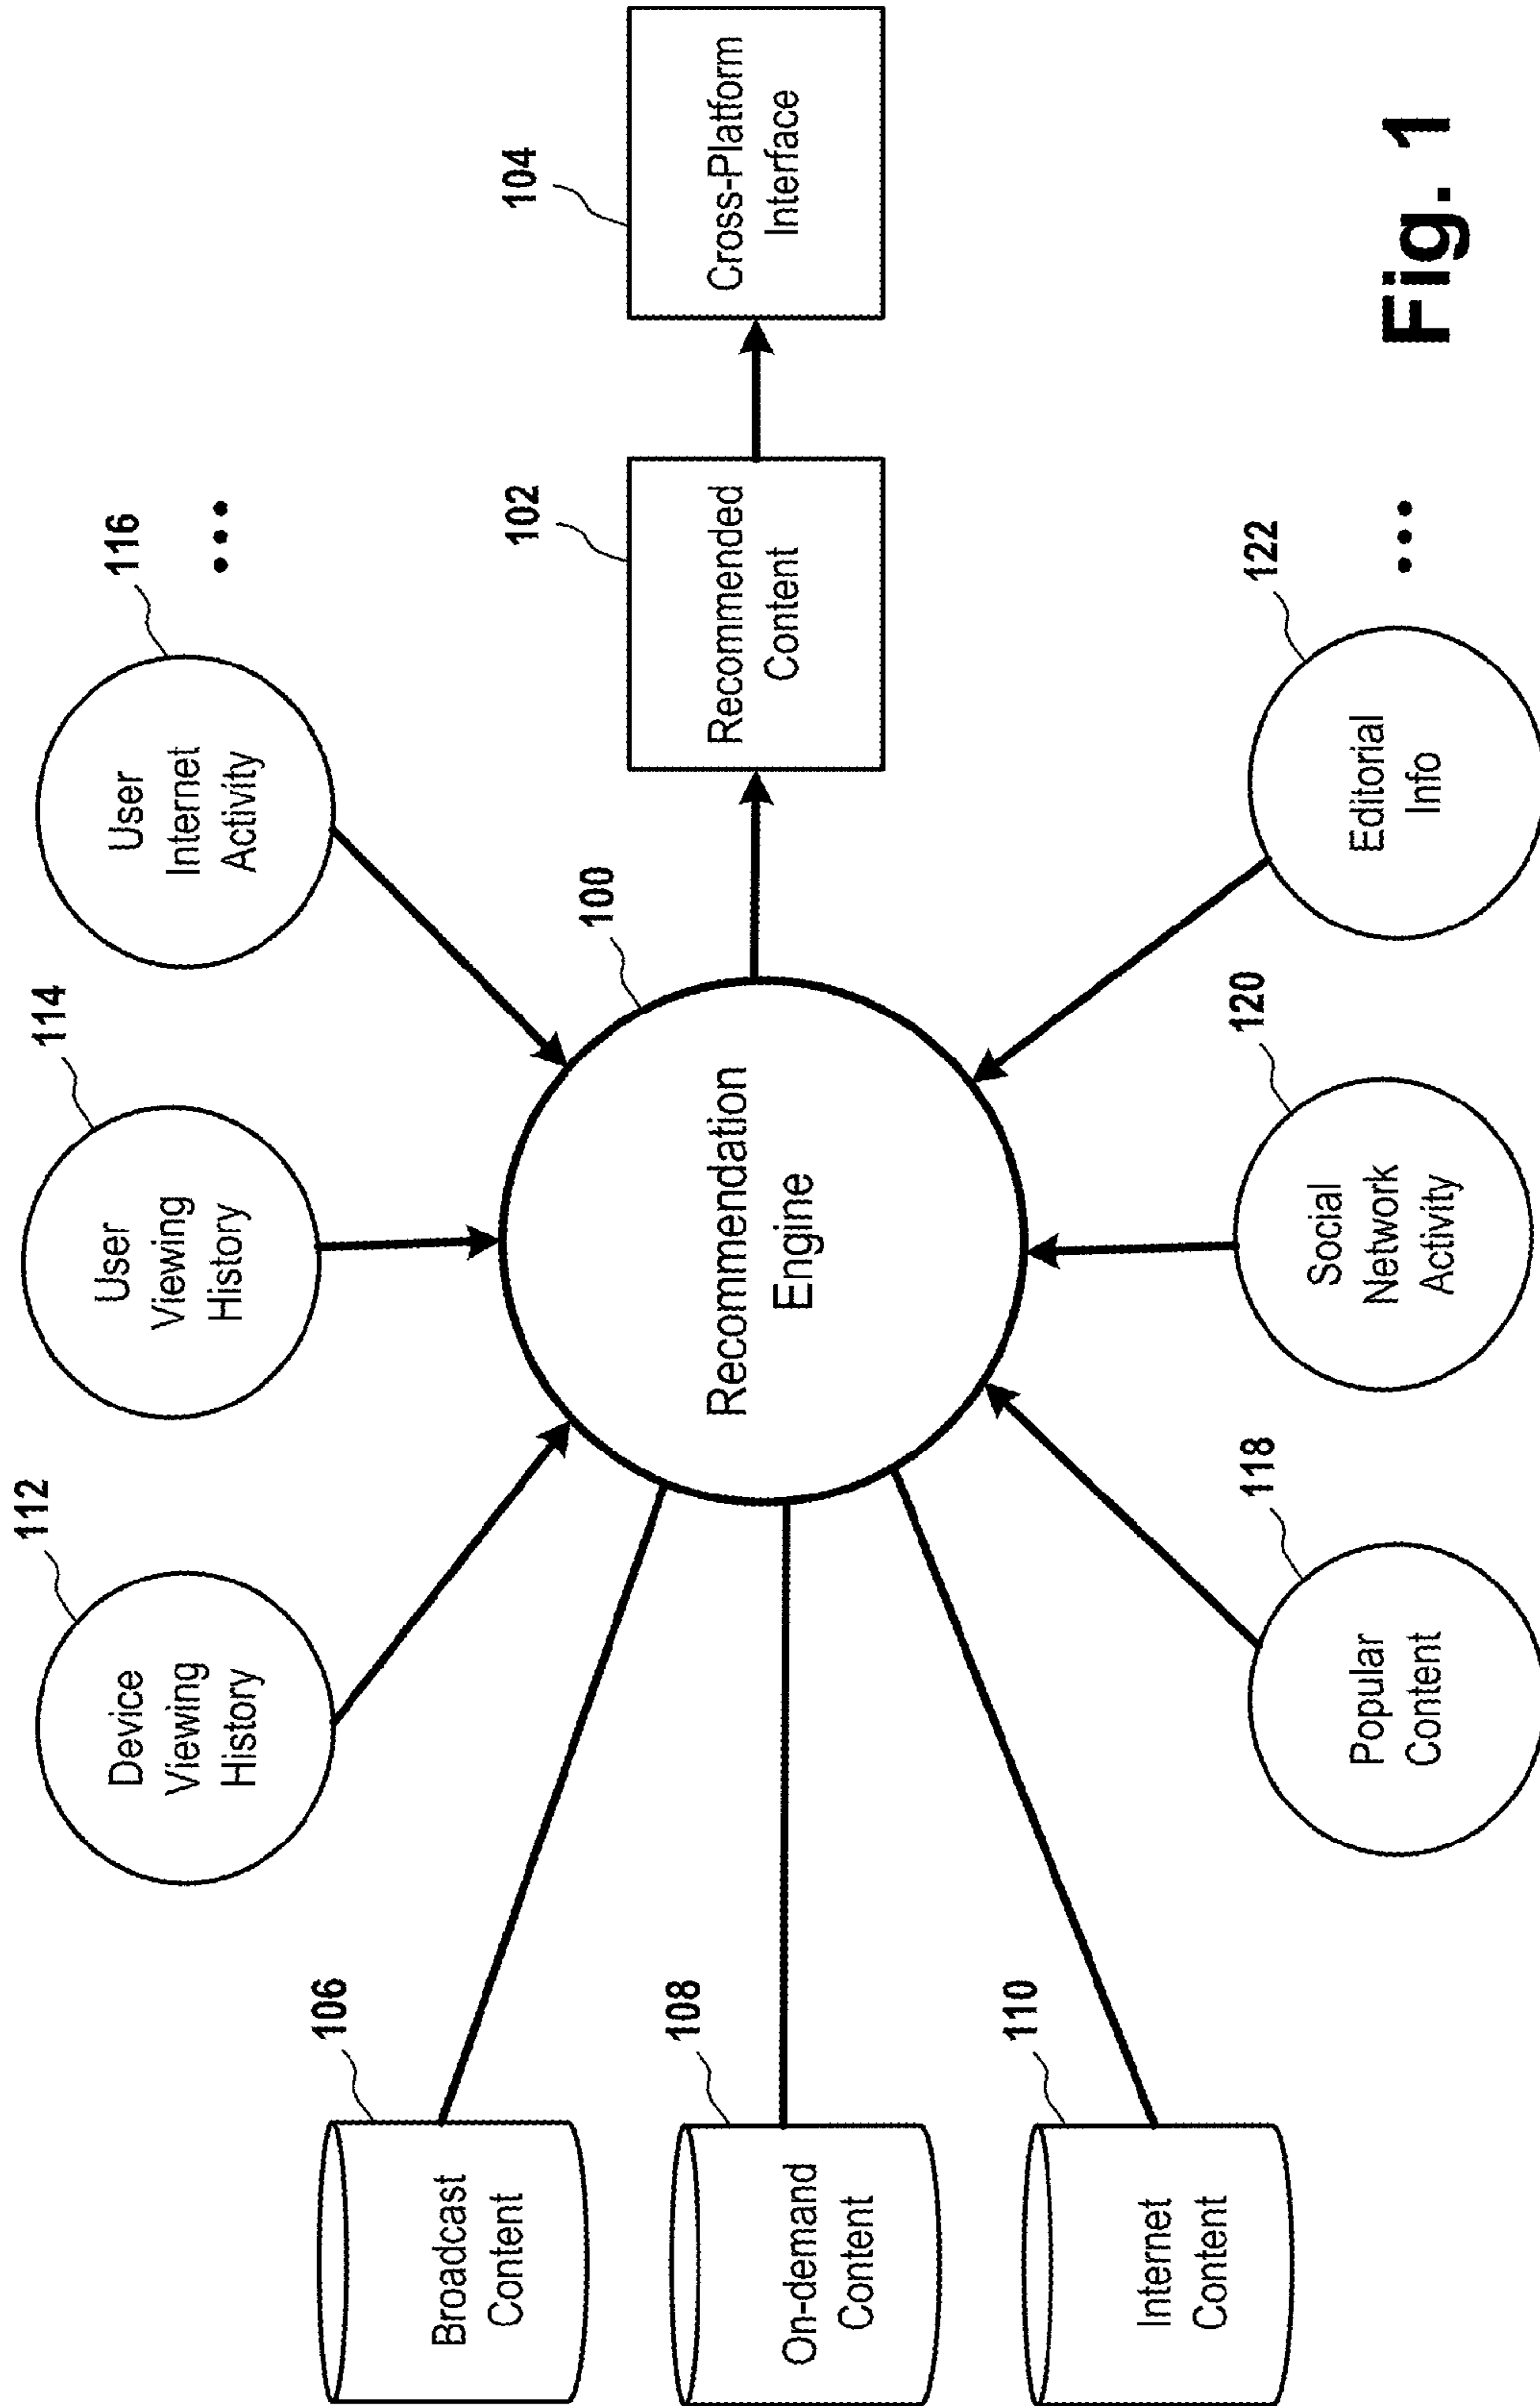 112
Device
Viewing
History
114
User
Viewing
History
116
User
Internet
Activity
...
106
Broadcast
Content
108
On-demand
Content
110
Internet
Content
100
Recommendation
Engine
102
Recommended
Content
104
Cross-Platform
Interface
118
Popular
Content
120
Social
Network
Activity
122
Editorial
Info
...
Fig. 1